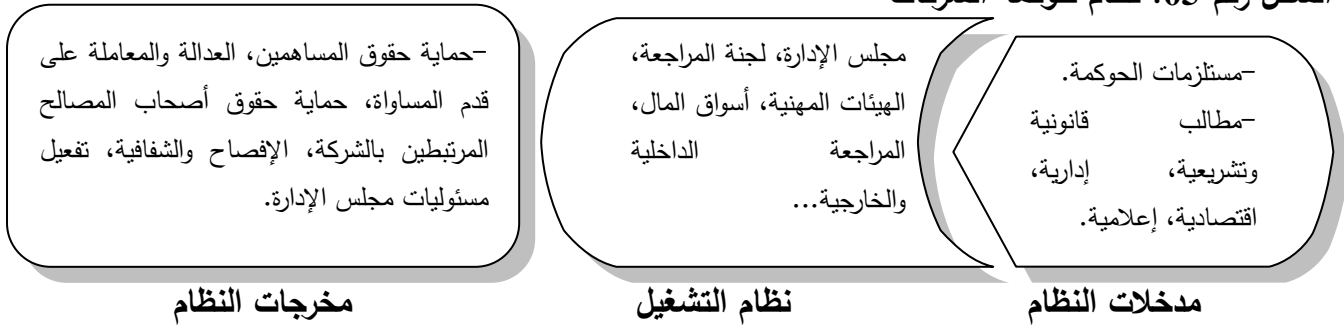 الشكل رقم 03: نظام حوكمة الشركات
-مستلزمات الحوكمة.
-مطالب قانونية
وتشريعية، إدارية،
اقتصادية، إعلامية.
مدخلات النظام
مجلس الإدارة، لجنة المراجعة،
الهيئات المهنية، أسواق المال،
المراجعة الداخلية
والخارجية...
نظام التشغيل
-حماية حقوق المساهمين، العدالة والمعاملة على
قدم المساواة، حماية حقوق أصحاب المصالح
المرتبطين بالشركة، الإفصاح والشفافية، تفعيل
مسئوليات مجلس الإدارة.
مخرجات النظام